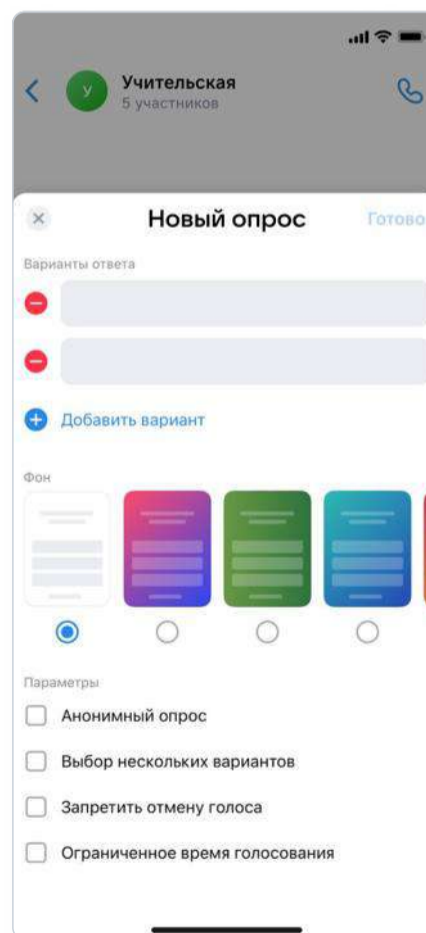 Учительская
У
5 участников
Новый опрос
Готово
Варианты ответа
Добавить вариант
Фон
Параметры
Анонимный опрос
Выбор нескольких вариантов
Запретить отмену голоса
Ограниченное время голосования